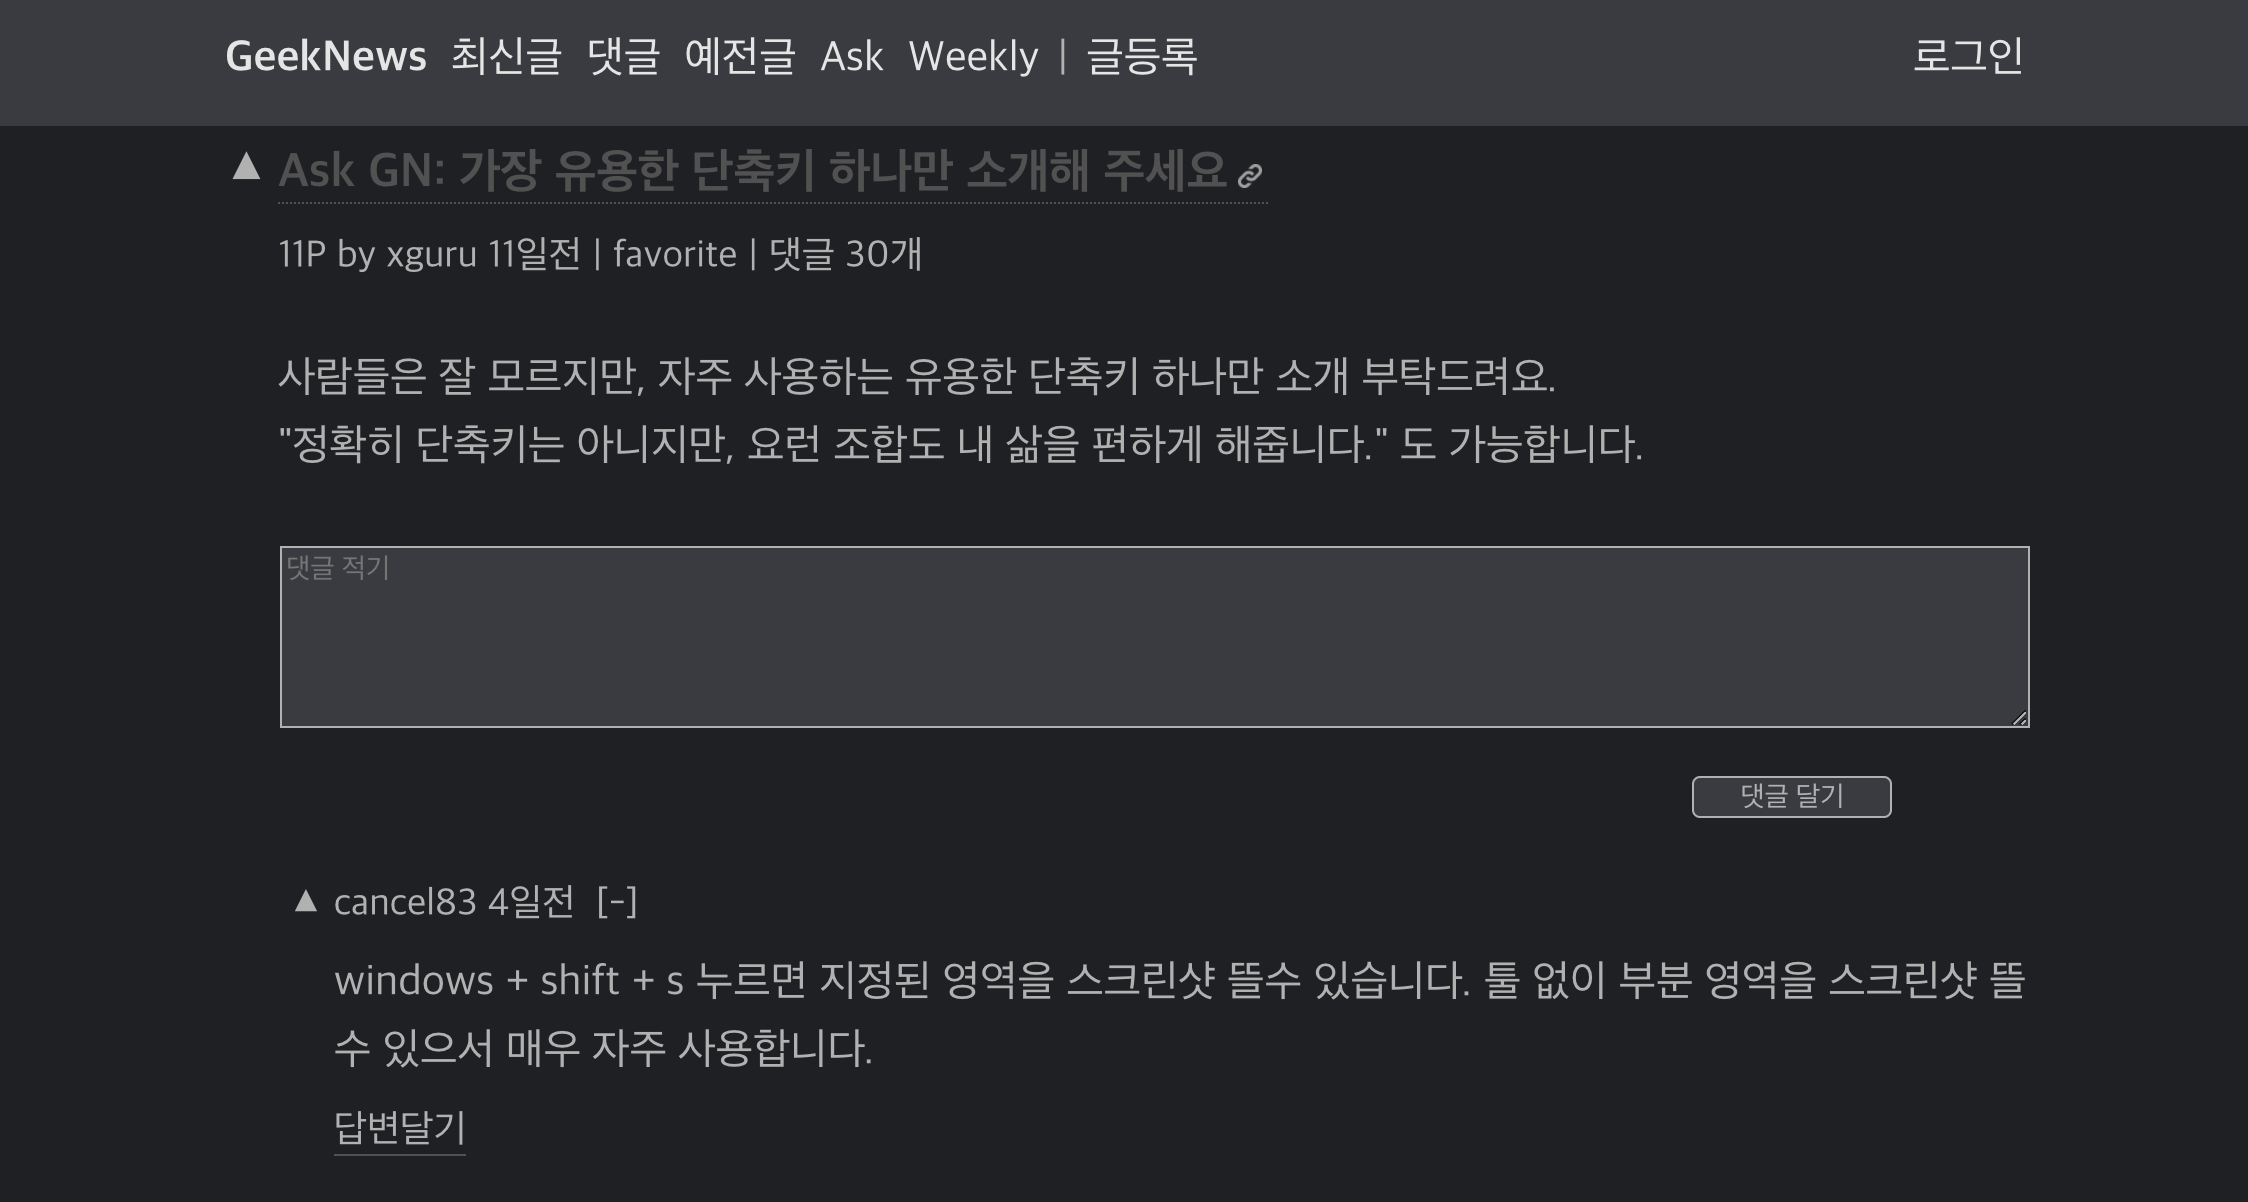 GeekNews 최신글 댓글 예전글 Ask Weekly | 글등록 로그인
▲ Ask GN: 가장 유용한 단축키 하나만 소개해 주세요
11P by xguru 11일전 | favorite | 댓글 30개
사람들은 잘 모르지만, 자주 사용하는 유용한 단축키 하나만 소개 부탁드려요.
"정확히 단축키는 아니지만, 요런 조합도 내 삶을 편하게 해줍니다." 도 가능합니다.
댓글 적기
댓글 달기
▲ cancel83 4일전 [-]
windows + shift + s 누르면 지정된 영역을 스크린샷 뜰수 있습니다. 툴 없이 부분 영역을 스크린샷 뜰
수 있으서 매우 자주 사용합니다.
답변달기